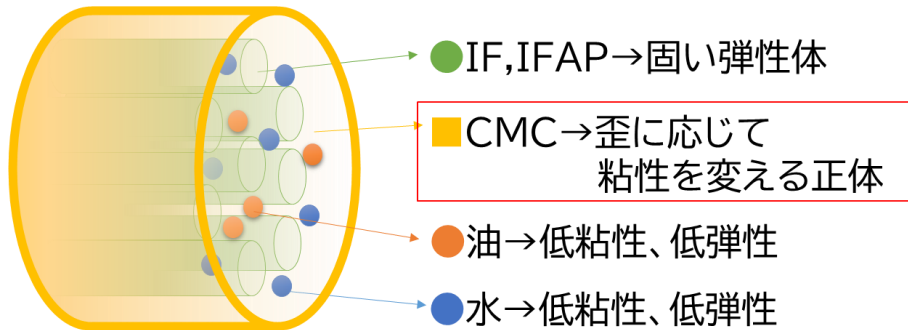 ●IF,IFAP→固い弾性体
■CMC→歪に応じて
粘性を変える正体
●油→低粘性、低弾性
●水→低粘性、低弾性